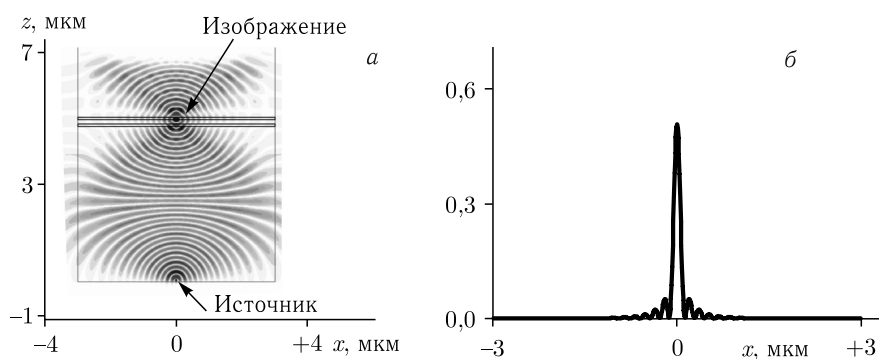 z, мкм
Изображение
7
а
3
Источник
−1
−4
0
+4 x, мкм
б
0,6
0,3
0,0
−3
0
x, мкм
+3